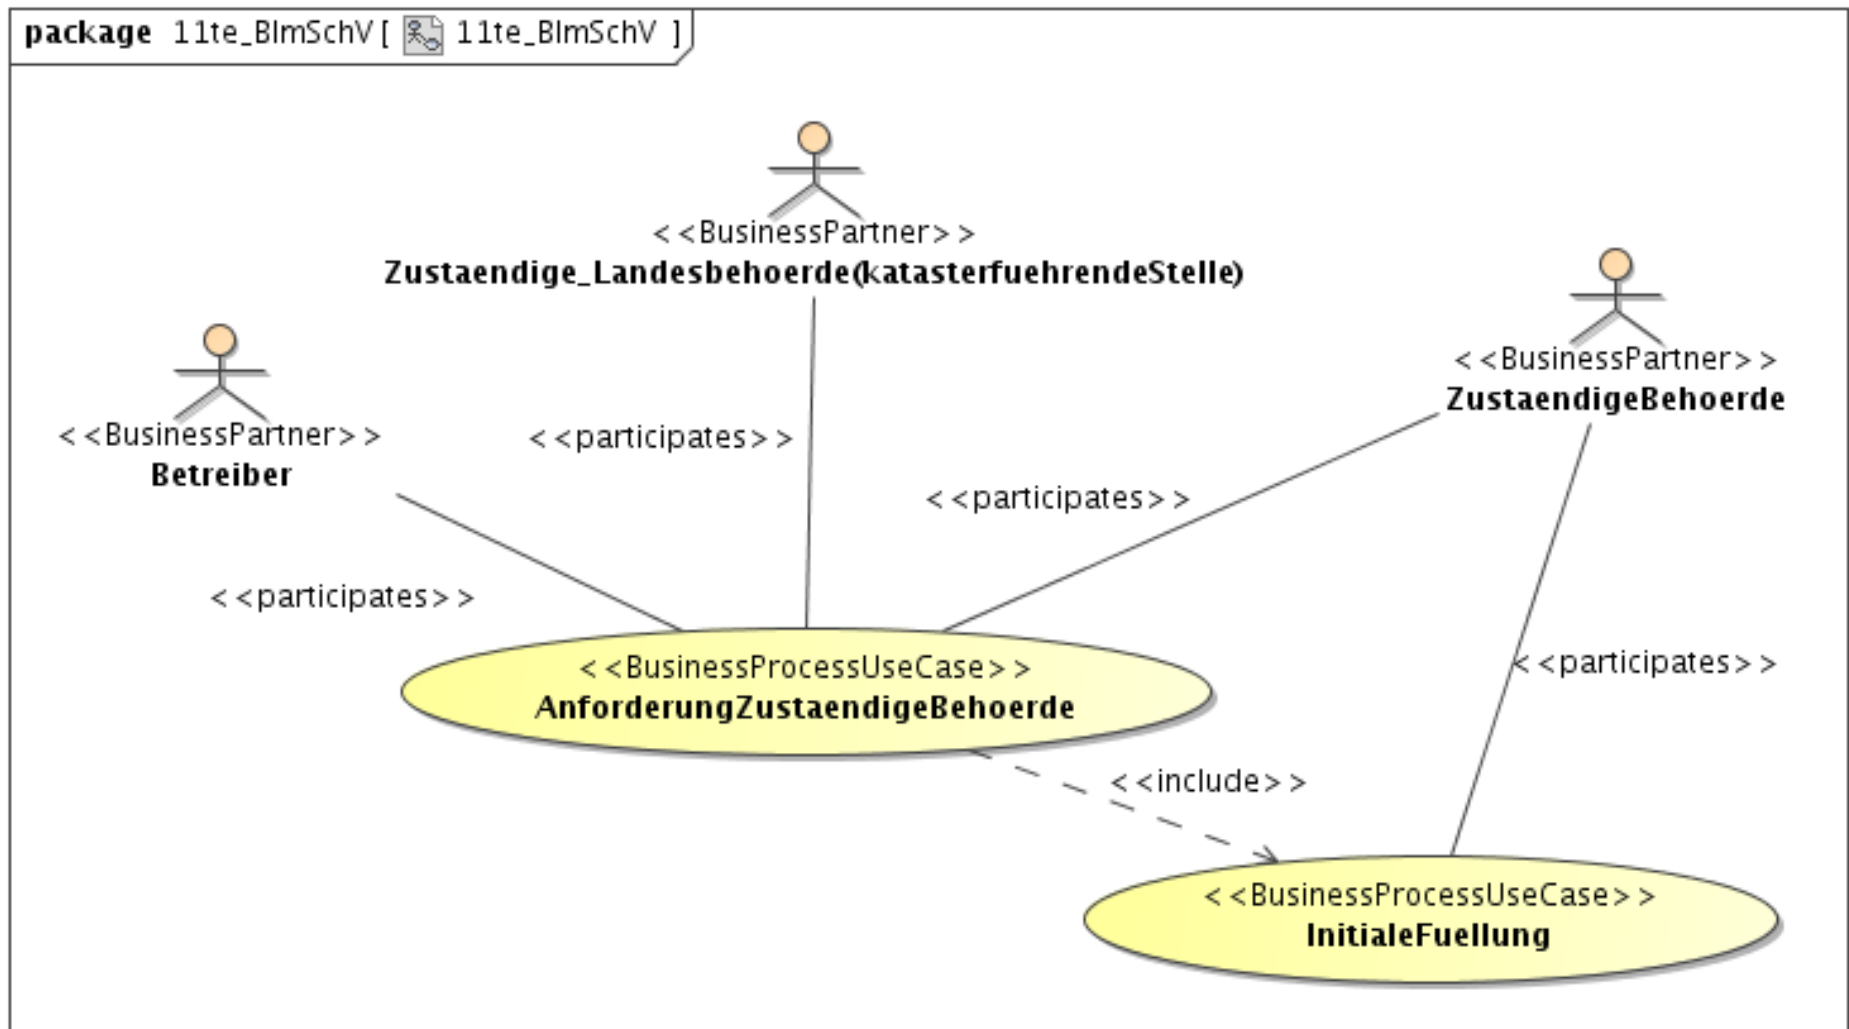 package 11te_BImSchV [ 11te_BImSchV ]
<<BusinessPartner>>
Zustaendige_Landesbehoerde(katasterfuehrendeStelle)
<<BusinessPartner>>
ZustaendigeBehoerde
<<BusinessPartner>>
Betreiber
<<participates>>
<<participates>>
<<participates>>
<<participates>>
<<BusinessProcessUseCase>>
AnforderungZustaendigeBehoerde
<<include>>
<<BusinessProcessUseCase>>
InitialeFuellung